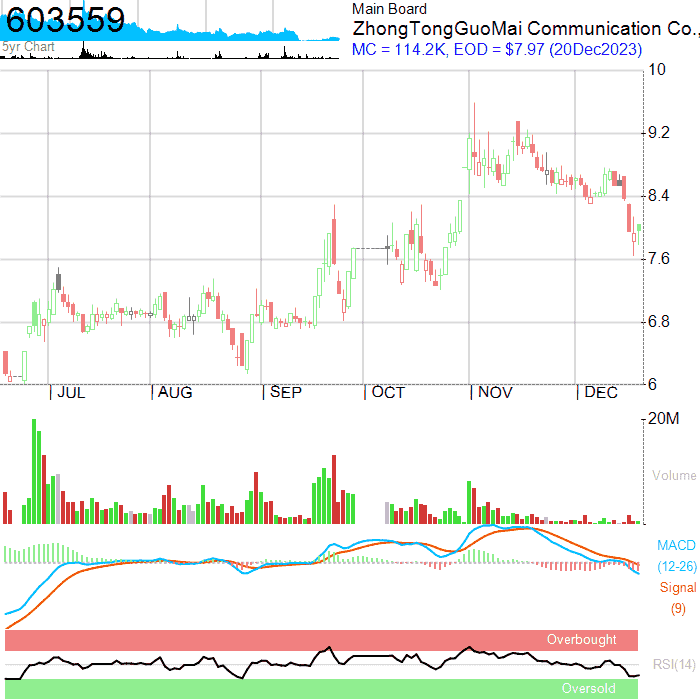 603559
5yr Chart
Main Board
ZhongTongGuoMai Communication Co.,
MC = 114.2K, EOD = $7.97 (20Dec2023)
10
9.2
8.4
7.6
6.8
6
JUL
AUG
SEP
OCT
NOV
DEC
20M
Volume
MACD
(12-26)
Signal
(9)
Overbought
RSI(14)
Oversold